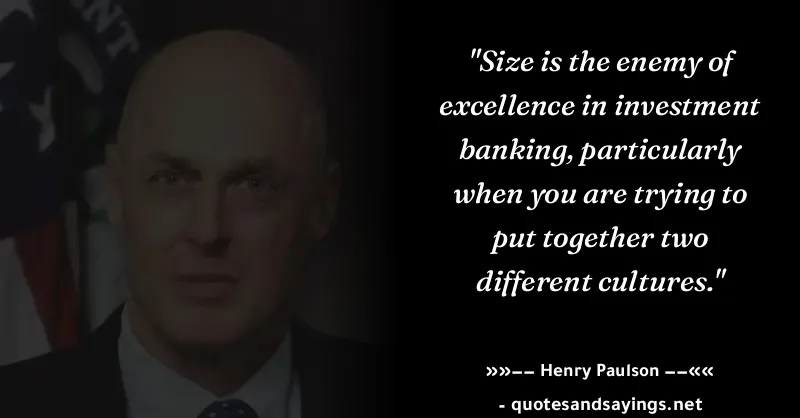 NT
"Size is the enemy of
excellence in investment
banking, particularly
when you are trying to
put together two
different cultures."
»»−− Henry Paulson −−««
- quotesandsayings.net